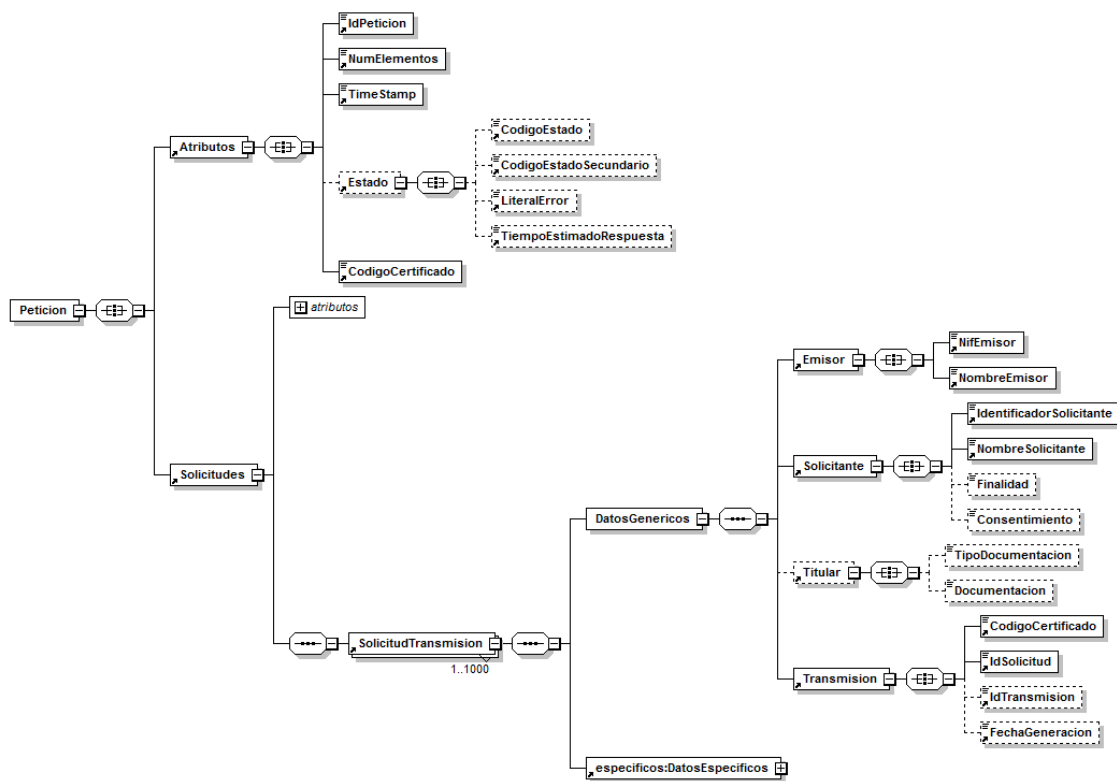 IdPeticion
NumElementos
TimeStamp
Atributos
CodigoEstado
CodigoEstadoSecundario
Estado
LiteralError
TiempoEstimadoRespuesta
CodigoCertificado
Peticion
atributos
Solicitudes
NifEmisor
Emisor
NombreEmisor
IdentificadorSolicitante
NombreSolicitante
Solicitante
Finalidad
Consentimiento
DatosGenericos
TipoDocumentacion
Titular
Documentacion
CodigoCertificado
SolicitudTransmision
1..1000
IdSolicitud
Transmision
IdTransmision
FechaGeneracion
especificos:DatosEspecificos